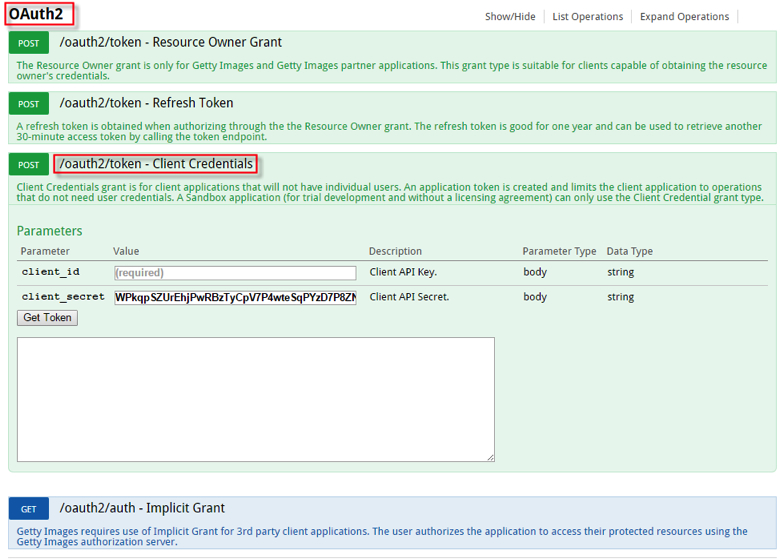 OAuth2
Show/Hide
List Operations
Expand Operations
POST /oauth2/token - Resource Owner Grant
The Resource Owner grant is only for Getty Images and Getty Images partner applications. This grant type is suitable for clients capable of obtaining the resource
owner's credentials.
POST /oauth2/token - Refresh Token
A refresh token is obtained when authorizing through the the Resource Owner grant. The refresh token is good for one year and can be used to retrieve another
30-minute access token by calling the token endpoint.
POST /oauth2/token - Client Credentials
Client Credentials grant is for client applications that will not have individual users. An application token is created and limits the client application to operations
that do not need user credentials. A Sandbox application (for trial development and without a licensing agreement) can only use the Client Credential grant type.
Parameters
Parameter Value Description Parameter Type Data Type
client_id (required) Client API Key. body string
client_secret WPkqpSZUrEhjPwRBzTyCpV7P4wteSqPYzD7P8ZN Client API Secret. body string
Get Token
GET /oauth2/auth - Implicit Grant
Getty Images requires use of Implicit Grant for 3rd party client applications. The user authorizes the application to access their protected resources using the
Getty Images authorization server.